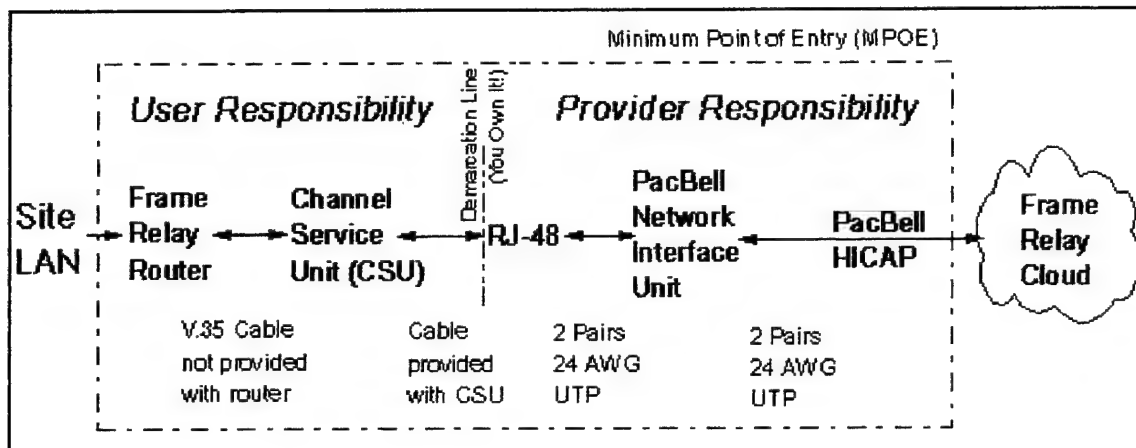 Minimum Point of Entry (MPOE)
User Responsibility
Demarcation Line
(You Own It!)
Provider Responsibility
Site
LAN
Frame
Relay
Router
Channel
Service
Unit (CSU)
RJ-48
PacBell
Network
Interface
Unit
PacBell
HICAP
Frame
Relay
Cloud
V.35 Cable
not provided
with router
Cable
provided
with CSU
2 Pairs
24 AWG
UTP
2 Pairs
24 AWG
UTP